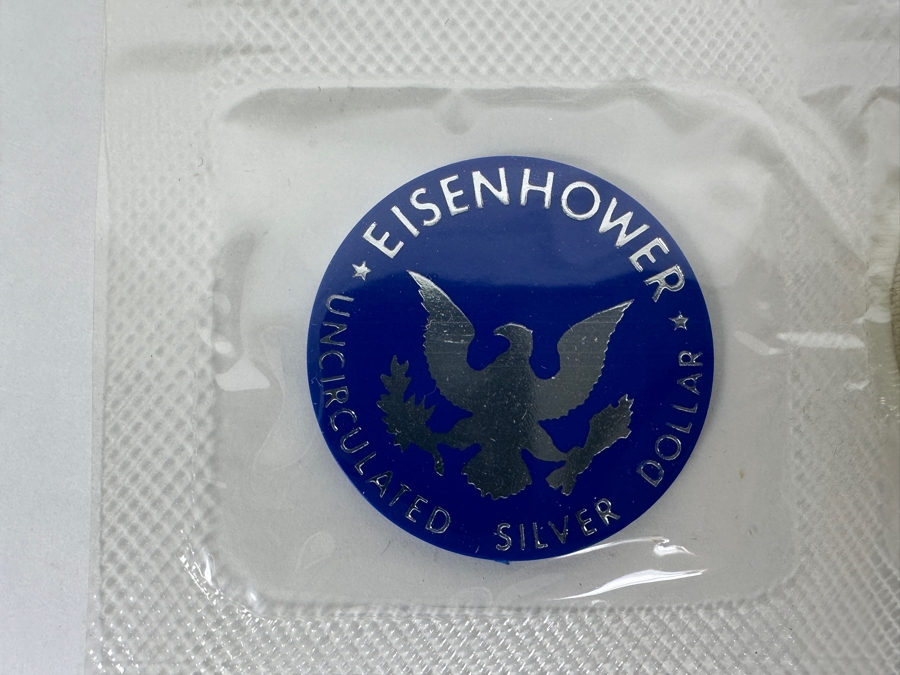 EISENHOWER
UNCIRCULATED SILVER DOLLAR